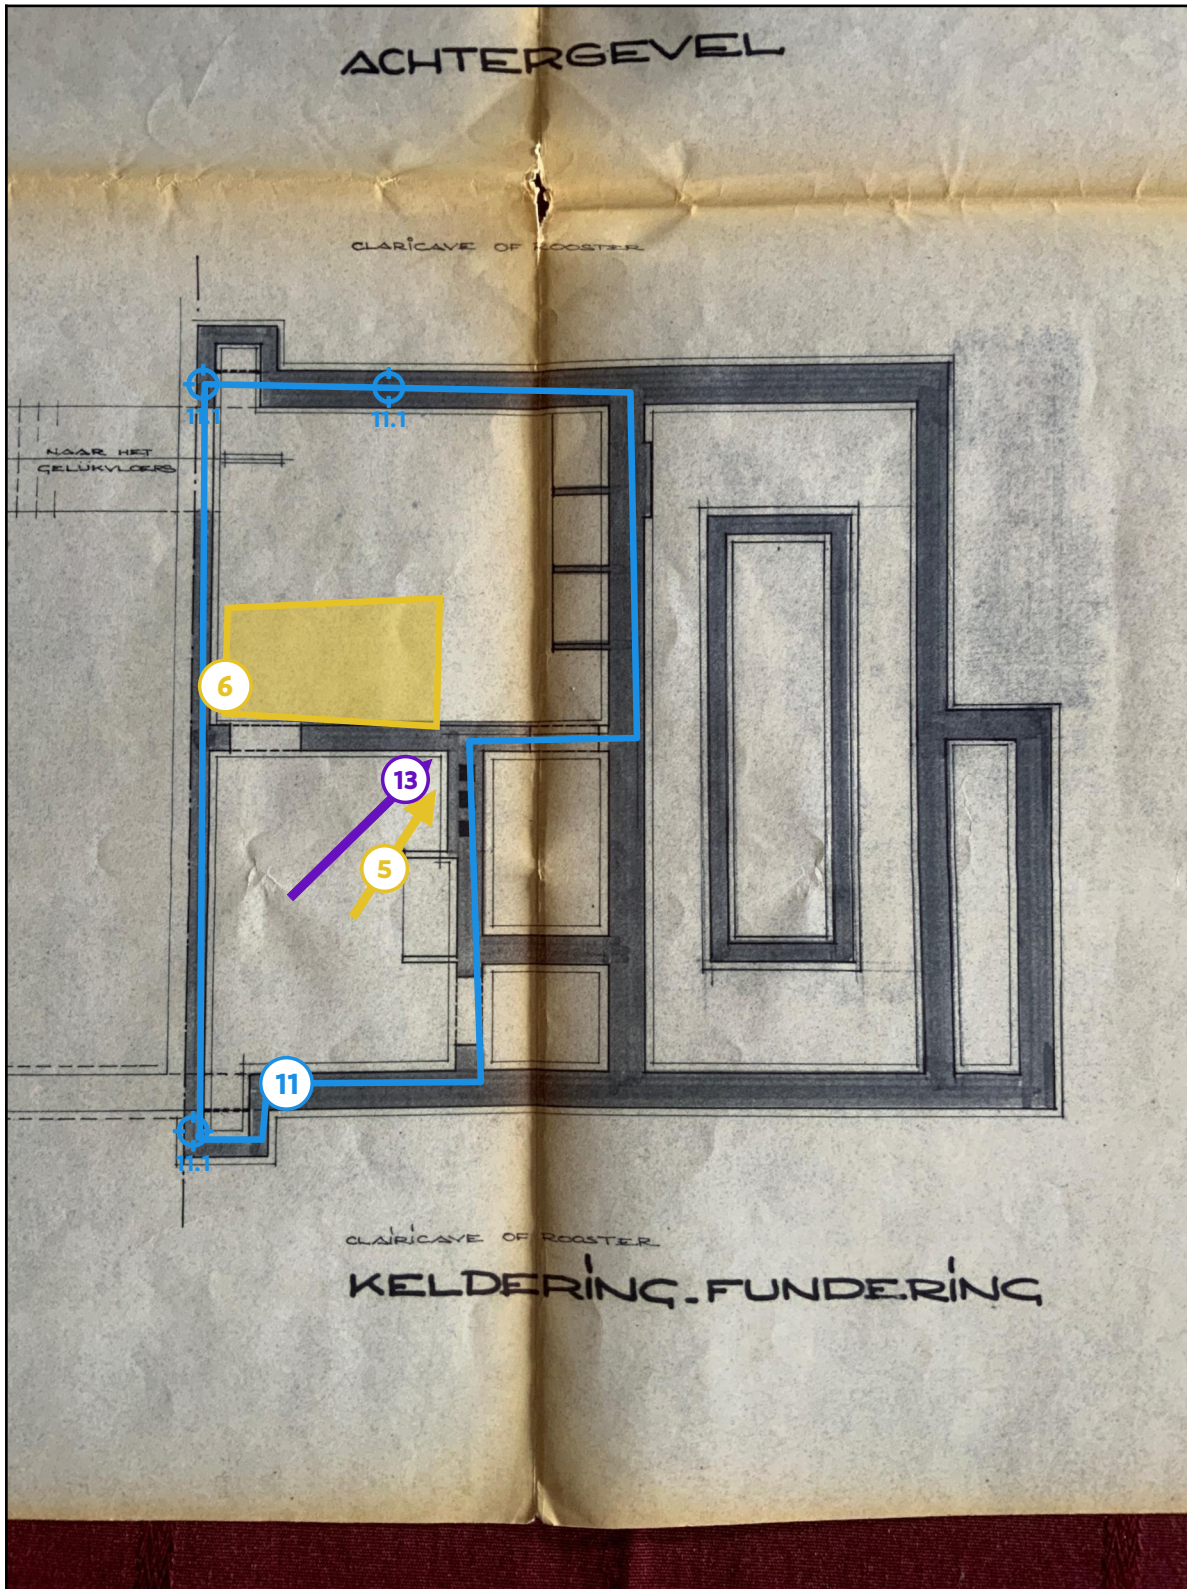 ACHTERGEVEL
CLARICAVE OF ROOSTER
11.1
11.1
NAAR HET
GELIJKVLOERS
6
13
5
11
11.1
CLAIRICAVE OF ROOSTER
KELDERING-FUNDERING